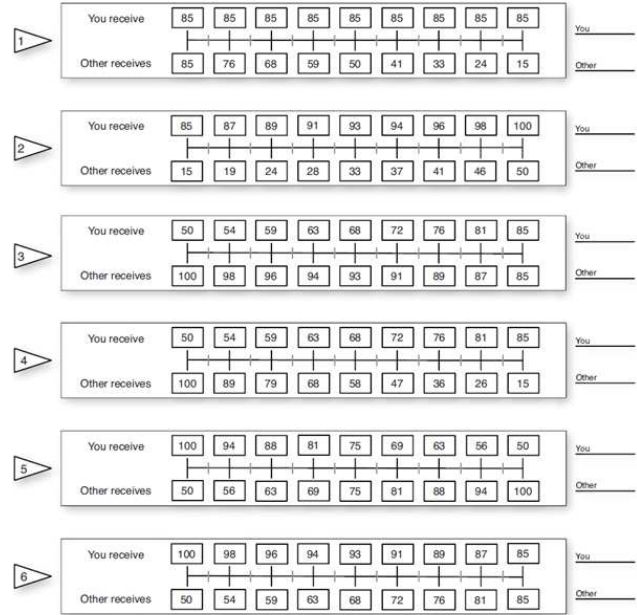 You receive 85 85 85 85 85 85 85 85 85
You
1
Other receives 85 76 68 59 50 41 33 24 15
Other
You receive 85 87 89 91 93 94 96 98 100
You
2
Other receives 15 19 24 28 33 37 41 46 50
Other
You receive 50 54 59 63 68 72 76 81 85
You
3
Other receives 100 98 96 94 93 91 89 87 85
Other
You receive 50 54 59 63 68 72 76 81 85
You
4
Other receives 100 89 79 68 58 47 36 26 15
Other
You receive 100 94 88 81 75 69 63 56 50
You
5
Other receives 50 56 63 69 75 81 88 94 100
Other
You receive 100 98 96 94 93 91 89 87 85
You
6
Other receives 50 54 59 63 68 72 76 81 85
Other